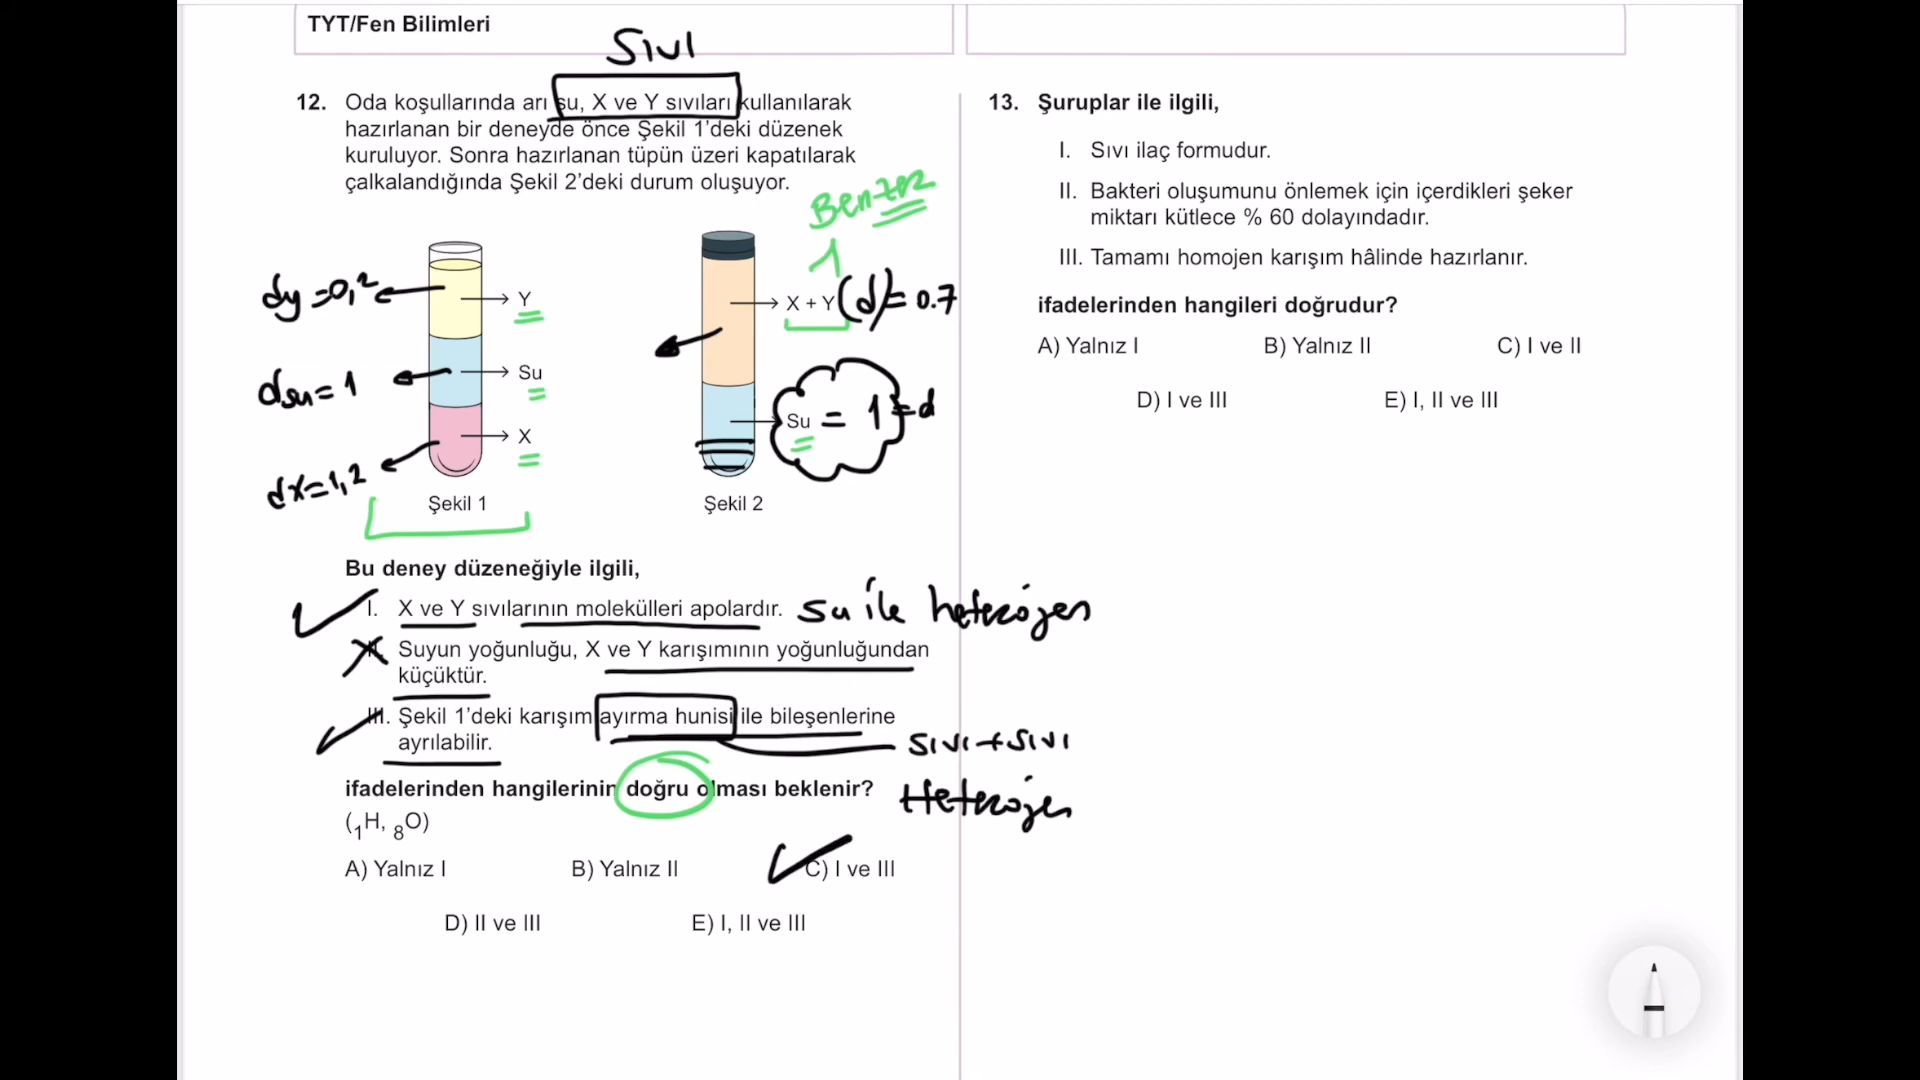 TYT/Fen Bilimleri
Sıvı
12. Oda koşullarında arı su, X ve Y sıvıları kullanılarak
hazırlanan bir deneyde önce Şekil 1’deki düzenek
kuruluyor. Sonra hazırlanan tüpün üzeri kapatılarak
çalkalandığında Şekil 2’deki durum oluşuyor.
Benzer
1
dy = 0,2
Y
dsu = 1
Su
dx = 1,2
X
Şekil 1
X + Y (d) = 0.7
Su = 1 = d
Şekil 2
Bu deney düzeneğiyle ilgili,
I. X ve Y sıvılarının molekülleri apolardır. su ile heterojen
II. Suyun yoğunluğu, X ve Y karışımının yoğunluğundan
küçüktür.
III. Şekil 1’deki karışım ayırma hunisi ile bileşenlerine
ayrılabilir.
sıvı + sıvı
Heterojen
ifadelerinden hangilerinin doğru olması beklenir?
(₁H, ₈O)
A) Yalnız I B) Yalnız II C) I ve III
D) II ve III E) I, II ve III
13. Şuruplar ile ilgili,
I. Sıvı ilaç formudur.
II. Bakteri oluşumunu önlemek için içerdikleri şeker
miktarı kütlece % 60 dolayındadır.
III. Tamamı homojen karışım hâlinde hazırlanır.
ifadelerinden hangileri doğrudur?
A) Yalnız I B) Yalnız II C) I ve II
D) I ve III E) I, II ve III